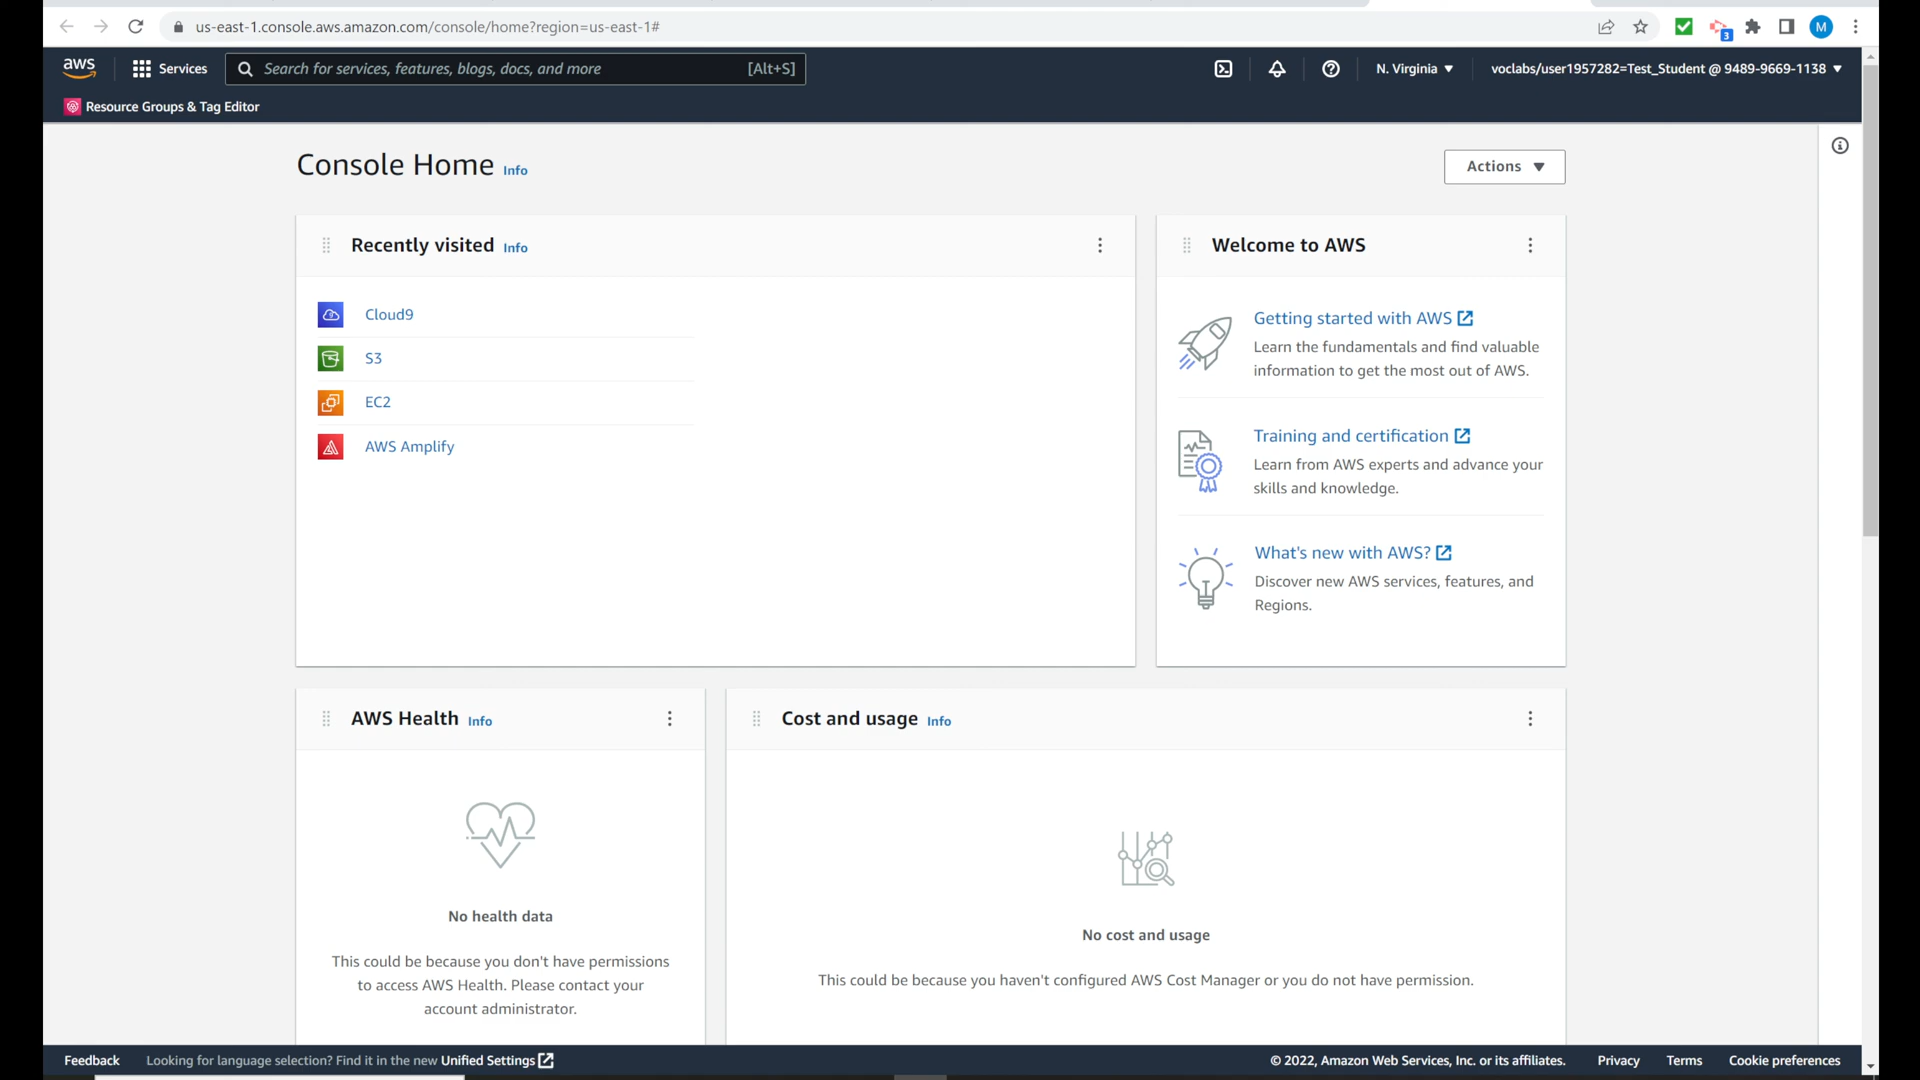 us-east-1.console.aws.amazon.com/console/home?region=us-east-1#
3
M
aws
Services
Search for services, features, blogs, docs, and more
[Alt+S]
N. Virginia
voclabs/user1957282=Test_Student @ 9489-9669-1138
Resource Groups & Tag Editor
Console Home Info
Actions
Recently visited Info
Cloud9
S3
EC2
AWS Amplify
Welcome to AWS
Getting started with AWS
Learn the fundamentals and find valuable
information to get the most out of AWS.
Training and certification
Learn from AWS experts and advance your
skills and knowledge.
What's new with AWS?
Discover new AWS services, features, and
Regions.
AWS Health Info
No health data
This could be because you don't have permissions
to access AWS Health. Please contact your
account administrator.
Cost and usage Info
No cost and usage
This could be because you haven't configured AWS Cost Manager or you do not have permission.
Feedback
Looking for language selection? Find it in the new Unified Settings
© 2022, Amazon Web Services, Inc. or its affiliates.
Privacy
Terms
Cookie preferences